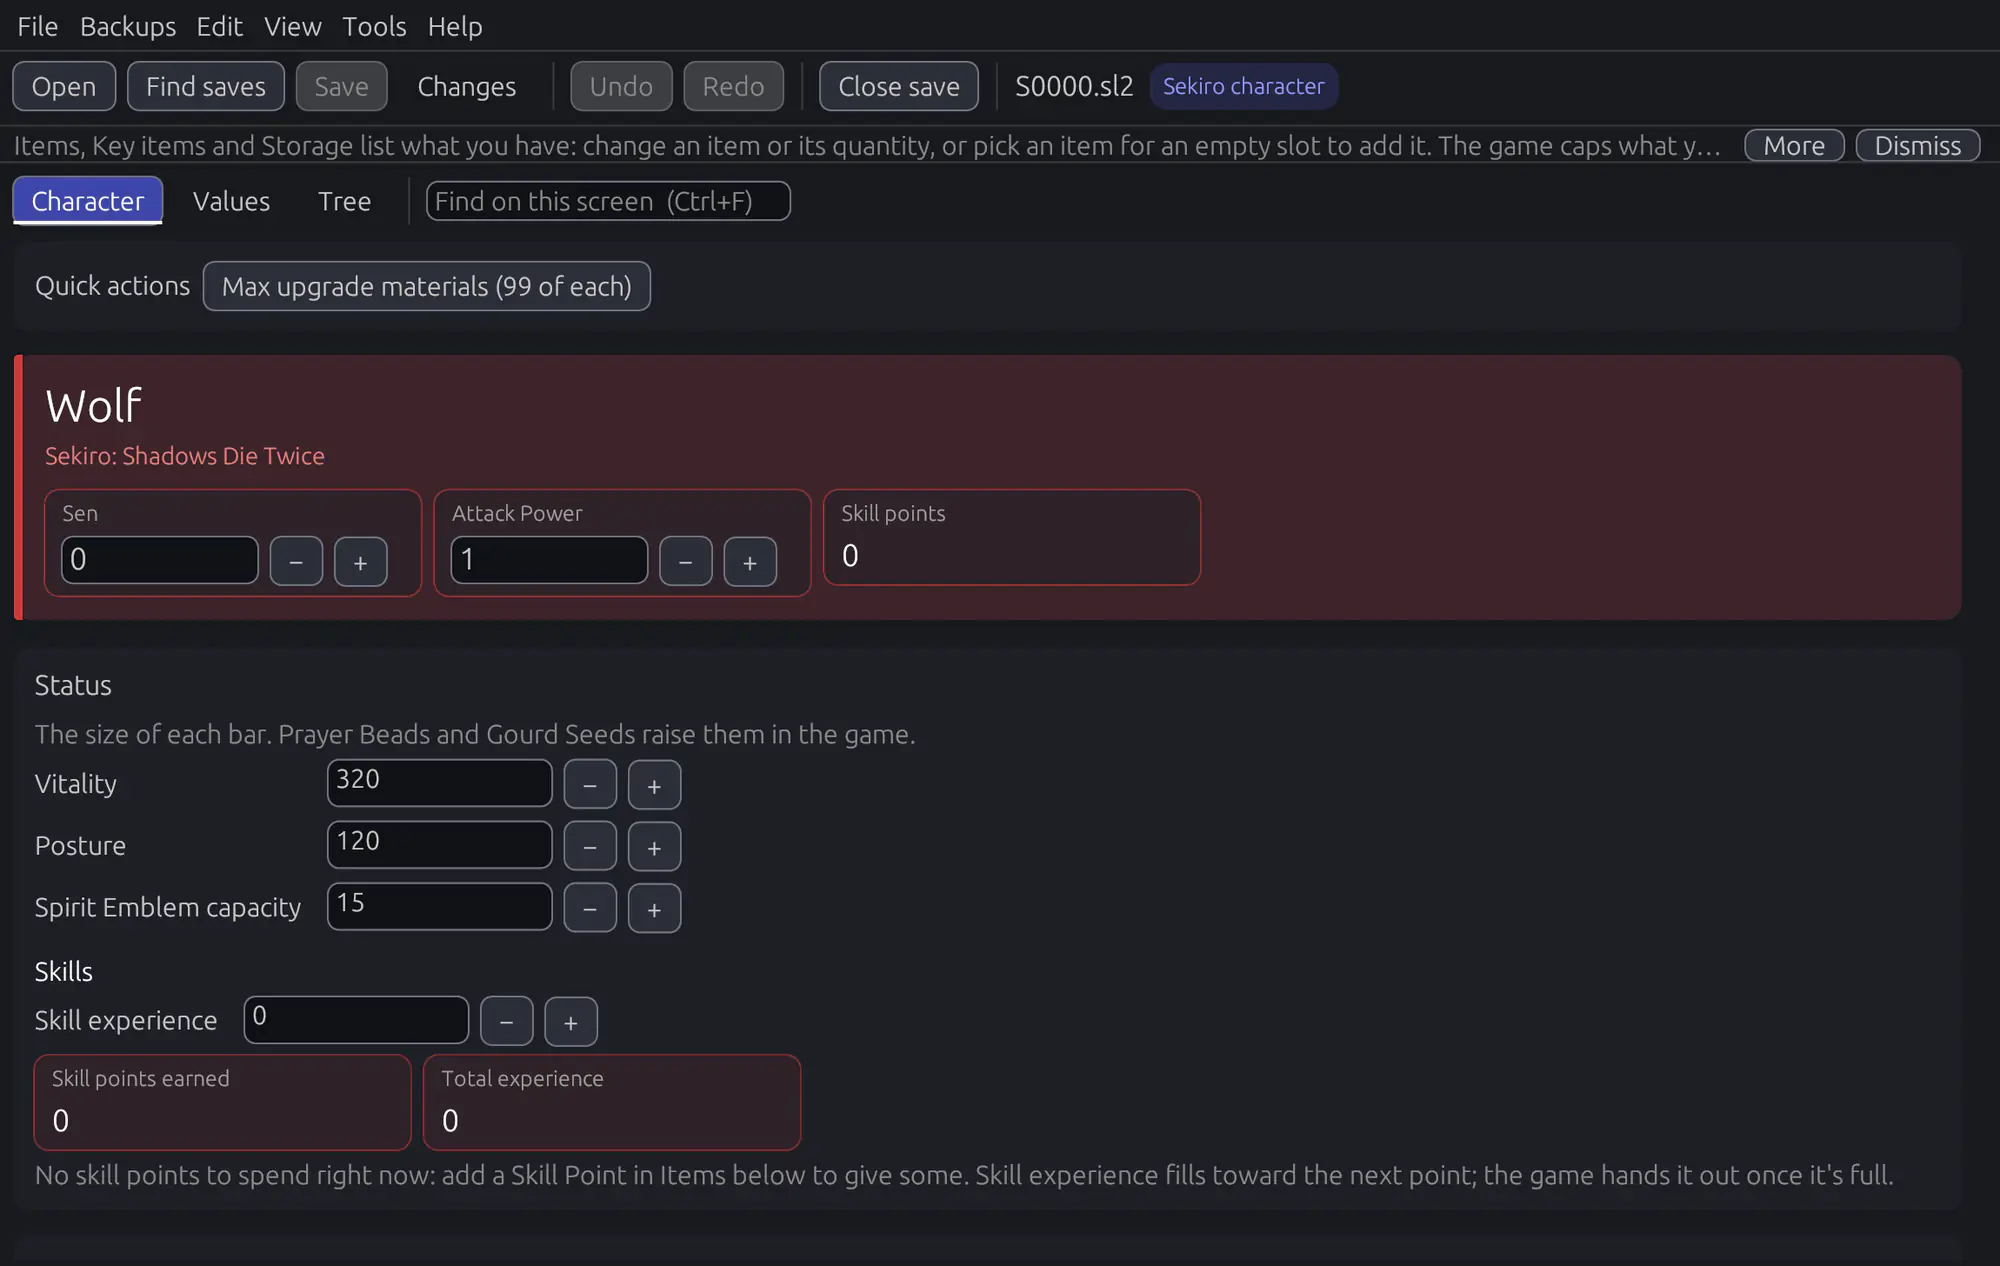 File Backups Edit View Tools Help
Open Find saves Save Changes Undo Redo Close save S0000.sl2 Sekiro character
Items, Key items and Storage list what you have: change an item or its quantity, or pick an item for an empty slot to add it. The game caps what y... More Dismiss
Character Values Tree Find on this screen (Ctrl+F)
Quick actions Max upgrade materials (99 of each)
Wolf
Sekiro: Shadows Die Twice
Sen Attack Power Skill points
0 − + 1 − + 0
Status
The size of each bar. Prayer Beads and Gourd Seeds raise them in the game.
Vitality 320 − +
Posture 120 − +
Spirit Emblem capacity 15 − +
Skills
Skill experience 0 − +
Skill points earned Total experience
0 0
No skill points to spend right now: add a Skill Point in Items below to give some. Skill experience fills toward the next point; the game hands it out once it's full.